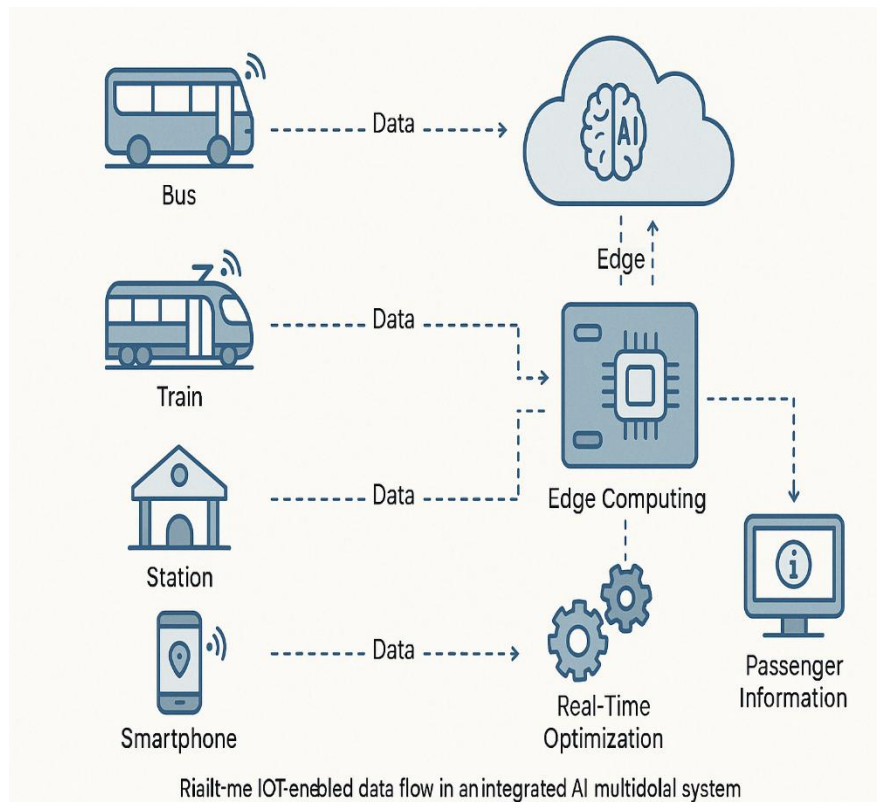 Data
AI
Bus
Edge
Data
Train
Data
Edge Computing
Station
Data
Passenger
Information
Smartphone
Real-Time
Optimization
Riailt-me IOT-enebled data flow in an integrated AI multidolal system